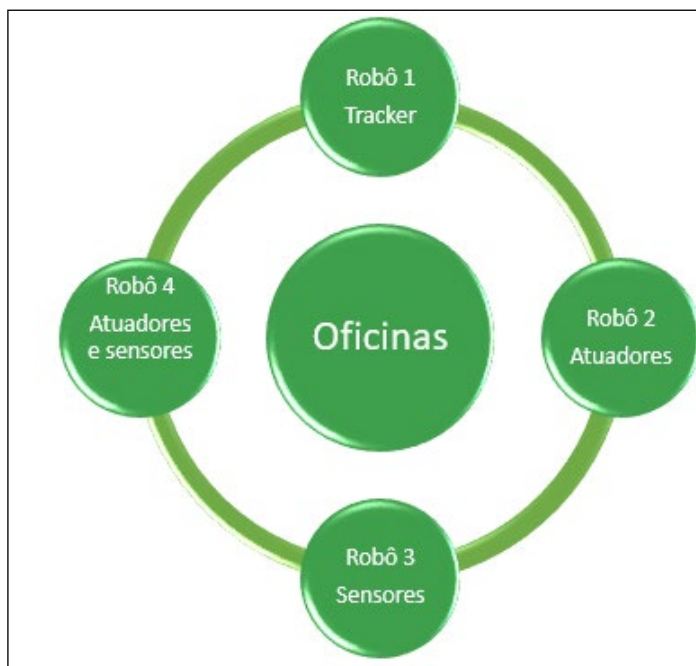 Robô 1
Tracker
Robô 2
Atuadores
Robô 3
Sensores
Robô 4
Atuadores
e sensores
Oficinas